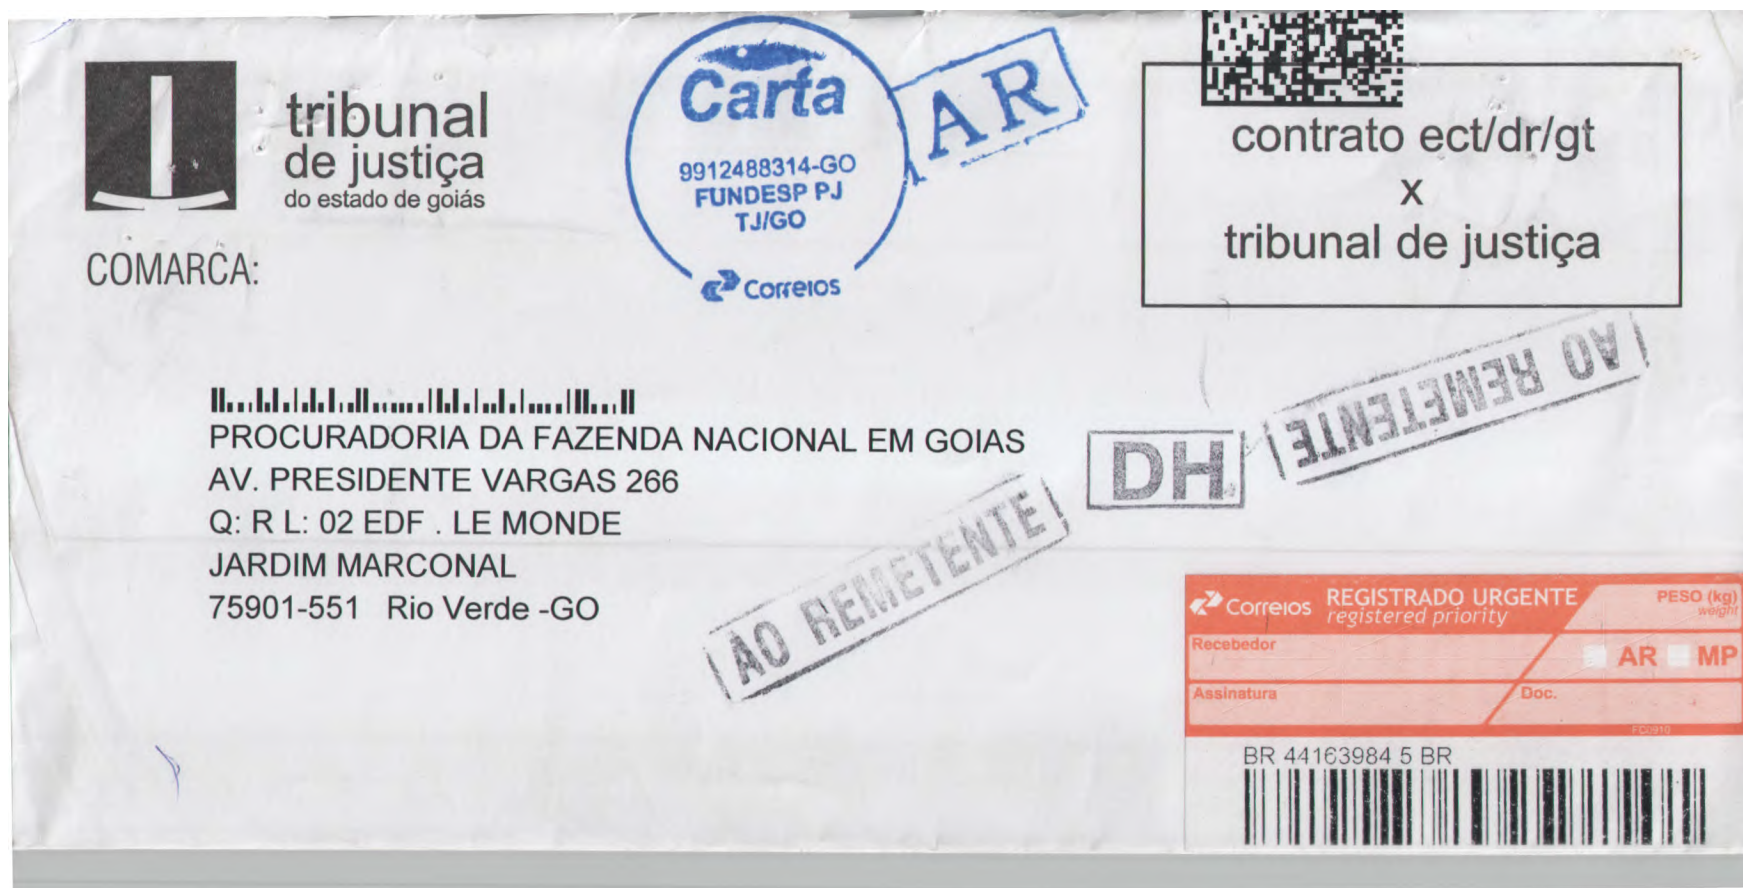 tribunal
de justiça
do estado de goiás
COMARCA:
Carta
9912488314-GO
FUNDESP PJ
TJ/GO
Correios
AR
contrato ect/dr/gt
x
tribunal de justiça
PROCURADORIA DA FAZENDA NACIONAL EM GOIAS
AV. PRESIDENTE VARGAS 266
Q: R L: 02 EDF . LE MONDE
JARDIM MARCONAL
75901-551 Rio Verde -GO
AO REMETENTE
DH
AO REMETENTE
Correios REGISTRADO URGENTE PESO (kg)
registered priority weight
Recebedor
AR MP
Assinatura Doc.
FC0910
BR 44163984 5 BR